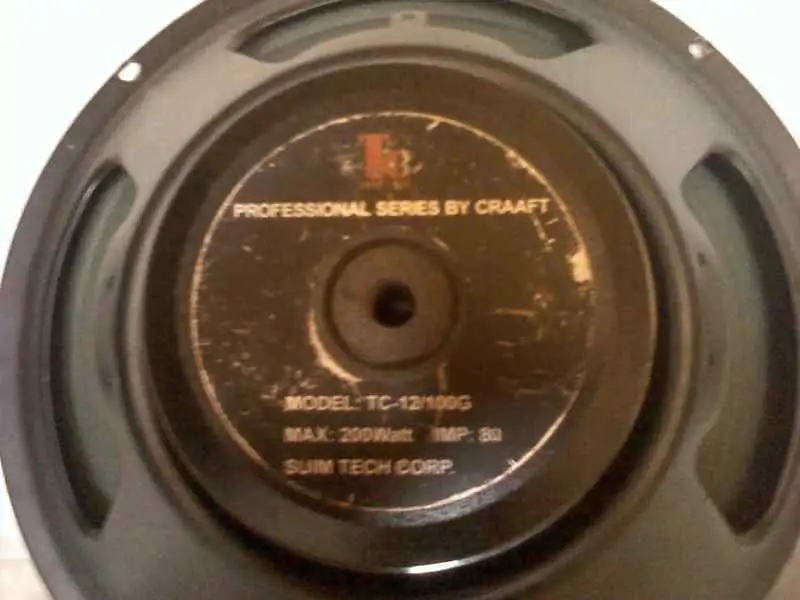 PROFESSIONAL SERIES BY CRAAFT
MODEL: TC-12/100G
MAX: 200Watt IMP: 8Ω
SUIM TECH CORP.